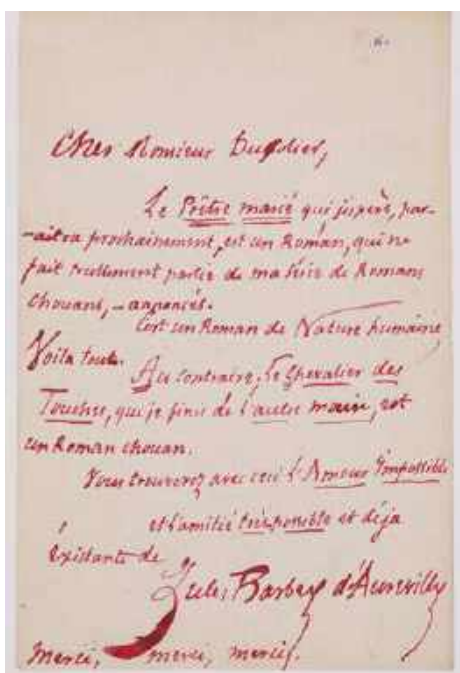 Cher Monsieur
Le Prêtre marié qui j'espère, par-
-aitra prochainement, est un Roman, qui ne
fait nullement partie de ma série de Romans
Chouans, - annoncés.
C'est un Roman de Nature humaine
Voilà tout.
Au contraire, Le Chevalier des
Touches, que je finis de l'autre main, est
un Roman chouan.
Vous trouverez avec ceci l'Amour Impossible
et l'amitié très possible et déjà
existante de
Jules Barbey d'Aurevilly
Merci, merci, merci.